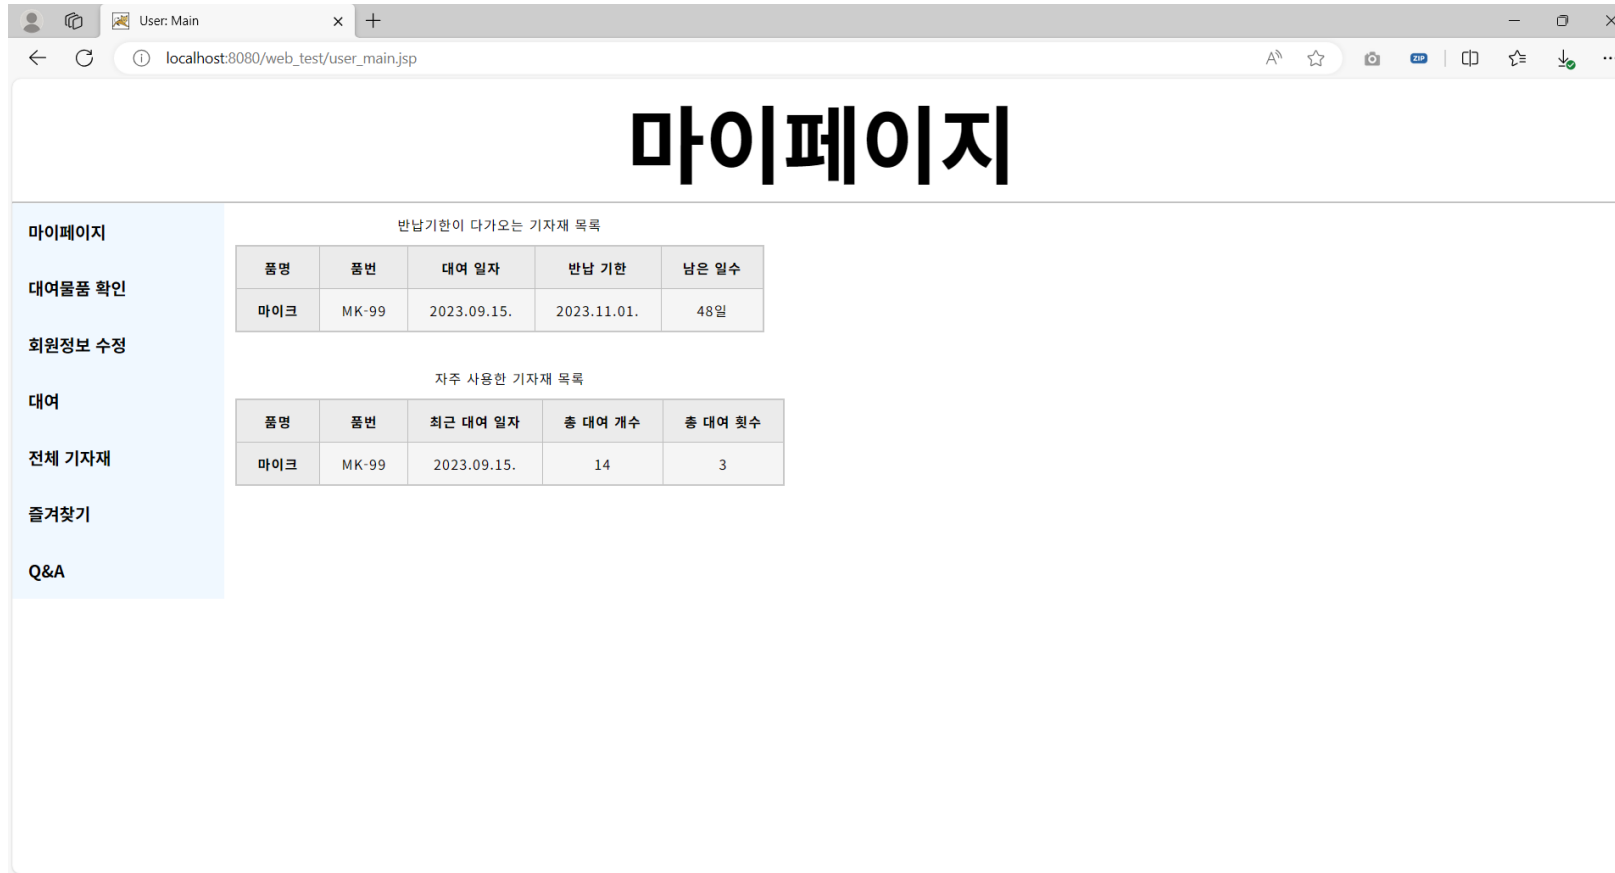 User: Main
localhost:8080/web_test/user_main.jsp
ZIP
마이페이지
마이페이지
대여물품 확인
회원정보 수정
대여
전체 기자재
즐겨찾기
Q&A
반납기한이 다가오는 기자재 목록
품명 품번 대여 일자 반납 기한 남은 일수
마이크 MK-99 2023.09.15. 2023.11.01. 48일
자주 사용한 기자재 목록
품명 품번 최근 대여 일자 총 대여 개수 총 대여 횟수
마이크 MK-99 2023.09.15. 14 3